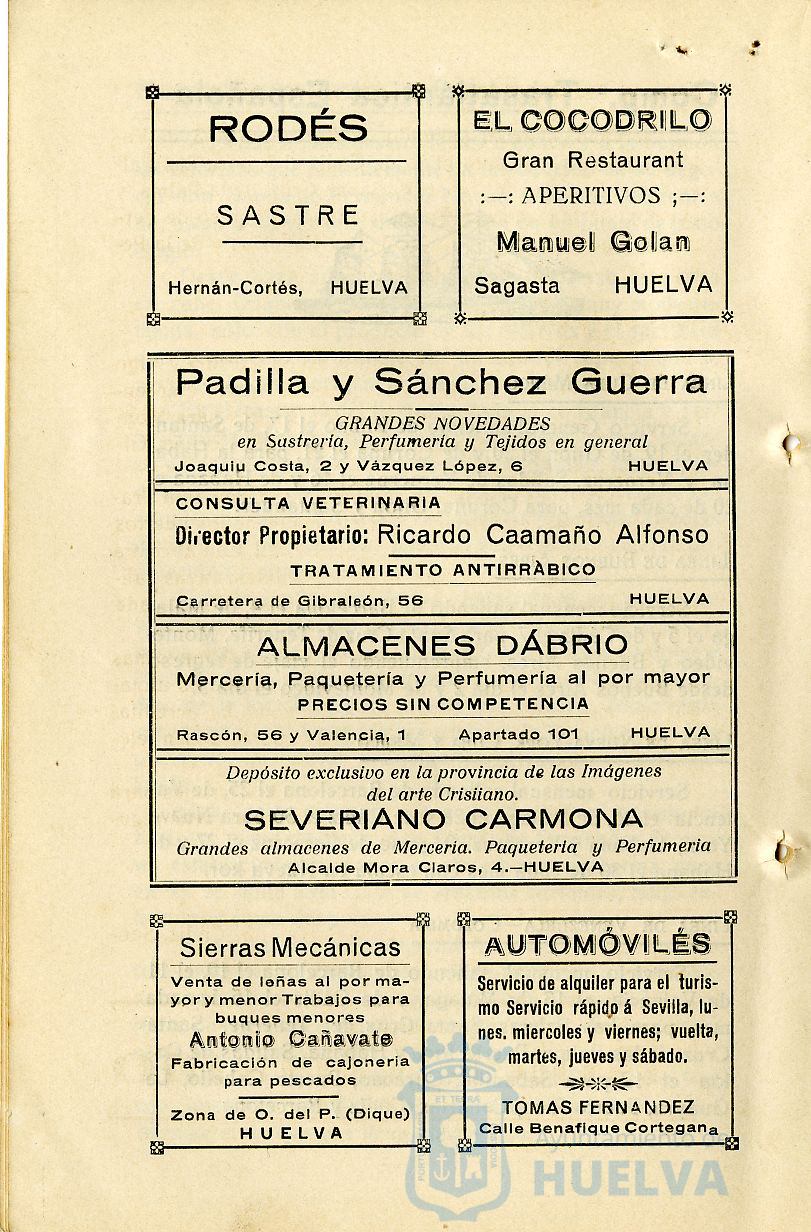 RODÉS
SASTRE
Hernán-Cortés, HUELVA
EL COCODRILO
Gran Restaurant
:—: APERITIVOS ;—:
Manuel Golan
Sagasta HUELVA
Padilla y Sánchez Guerra
GRANDES NOVEDADES
en Sastrería, Perfumería y Tejidos en general
Joaquiu Costa, 2 y Vázquez López, 6 HUELVA
CONSULTA VETERINARIA
Director Propietario: Ricardo Caamaño Alfonso
TRATAMIENTO ANTIRRÀBICO
Carretera de Gibraleón, 56 HUELVA
ALMACENES DÁBRIO
Mercería, Paquetería y Perfumería al por mayor
PRECIOS SIN COMPETENCIA
Rascón, 56 y Valencia, 1 Apartado 101 HUELVA
Depósito exclusivo en la provincia de las Imágenes
del arte Crisiiano.
SEVERIANO CARMONA
Grandes almacenes de Merceria. Paqueteria y Perfumeria
Alcalde Mora Claros, 4.—HUELVA
Sierras Mecánicas
Venta de leñas al por ma-
yor y menor Trabajos para
buques menores
Antonio Cañavate
Fabricación de cajoneria
para pescados
Zona de O. del P. (Dique)
HUELVA
AUTOMÓVILÉS
Servicio de alquiler para el turis-
mo Servicio rápido á Sevilla, lu-
nes. miercoles y viernes; vuelta,
martes, jueves y sábado.
TOMAS FERNANDEZ
Calle Benafique Cortegana
HUELVA